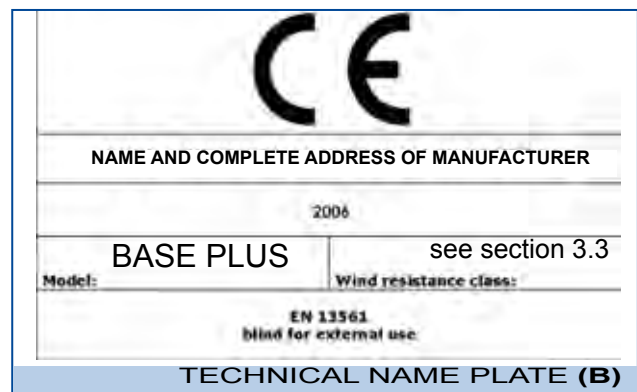 CE
NAME AND COMPLETE ADDRESS OF MANUFACTURER
2006
BASE PLUS
Model:
see section 3.3
Wind resistance class:
EN 13561
blind for external use
TECHNICAL NAME PLATE (B)